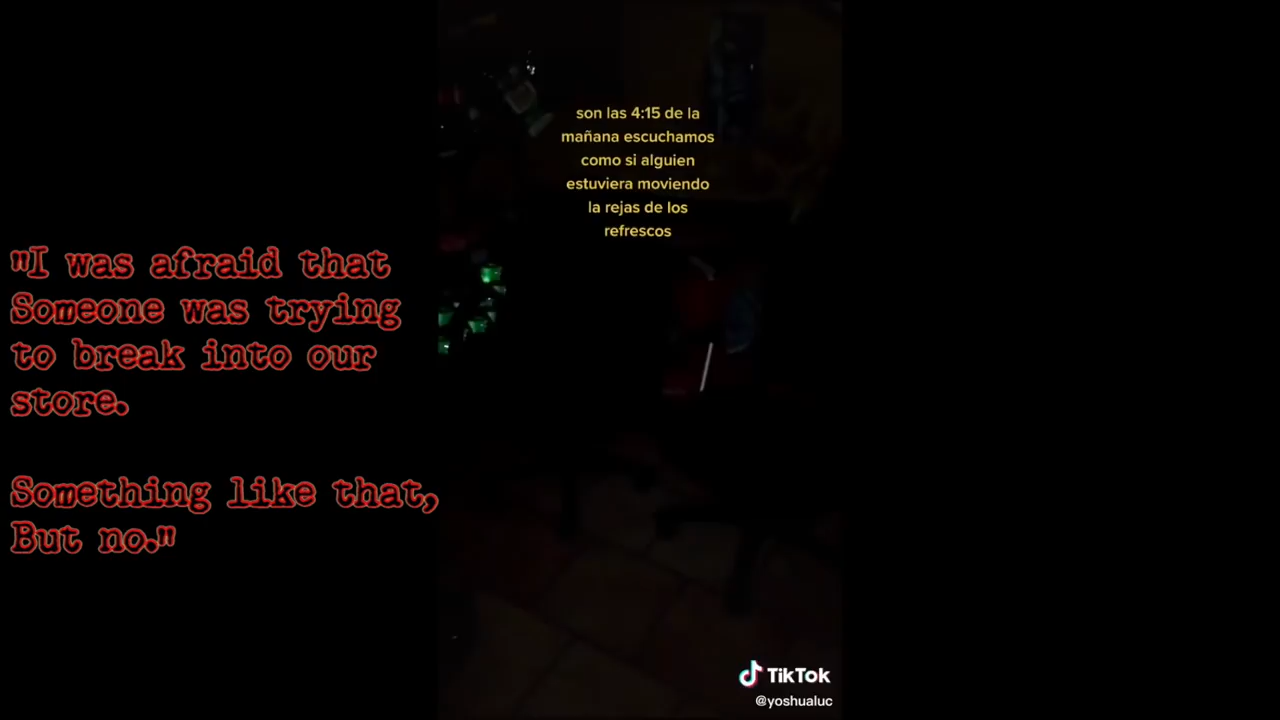 son las 4:15 de la
mañana escuchamos
como si alguien
estuviera moviendo
la rejas de los
refrescos
"I was afraid that
Someone was trying
to break into our
store.
Something like that,
But no."
TikTok
@yoshualuc